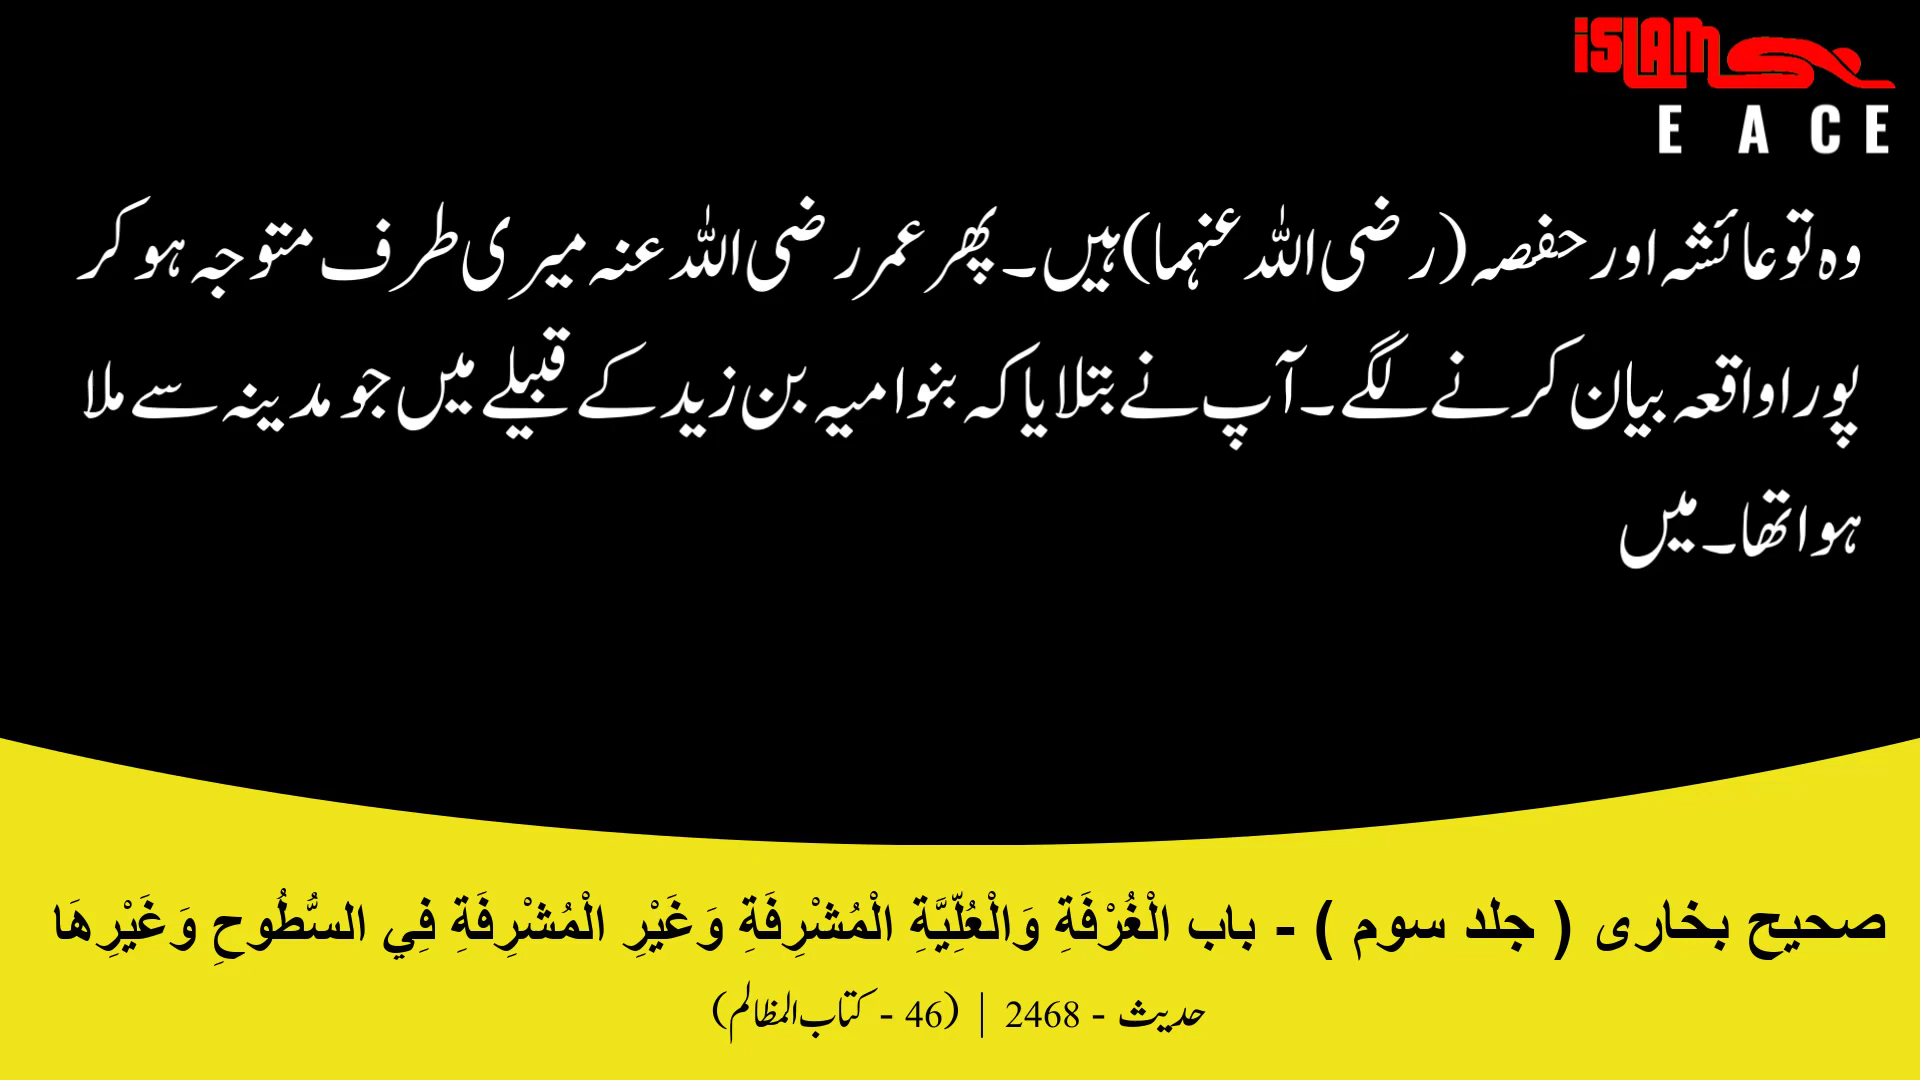 ISLAM
E A C E
وہ تو عائشہ اور حفصہ (رضی اللہ عنہما) ہیں۔ پھر عمر رضی اللہ عنہ میری طرف متوجہ ہو کر
پورا واقعہ بیان کرنے لگے۔ آپ نے بتلایا کہ بنوامیہ بن زید کے قبیلے میں جو مدینہ سے ملا
ہوا تھا۔ میں
صحیح بخاری ( جلد سوم ) - باب الْغُرْفَةِ وَالْعُلِّيَّةِ الْمُشْرِفَةِ وَغَيْرِ الْمُشْرِفَةِ فِي السُّطُوحِ وَغَيْرِهَا
حدیث - 2468 | (46 - کتاب المظالم)